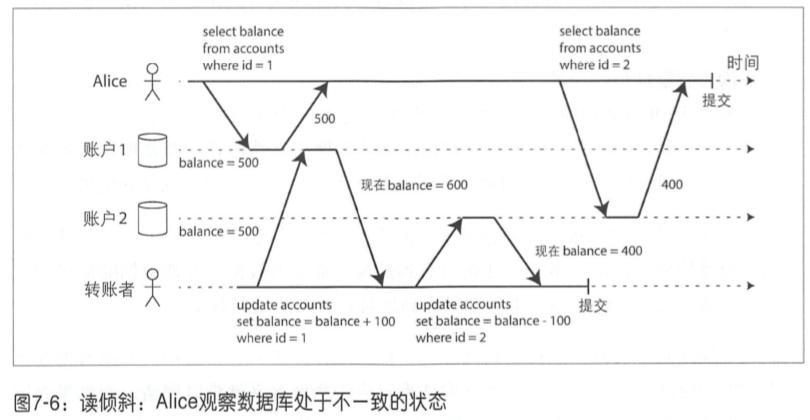 select balance
from accounts
where id = 1
select balance
from accounts
where id = 2
时间
Alice
提交
500
账户1
balance = 500
现在 balance = 600
400
账户2
balance = 500
现在 balance = 400
转账者
提交
update accounts
set balance = balance + 100
where id = 1
update accounts
set balance = balance - 100
where id = 2
图7-6：读倾斜：Alice观察数据库处于不一致的状态